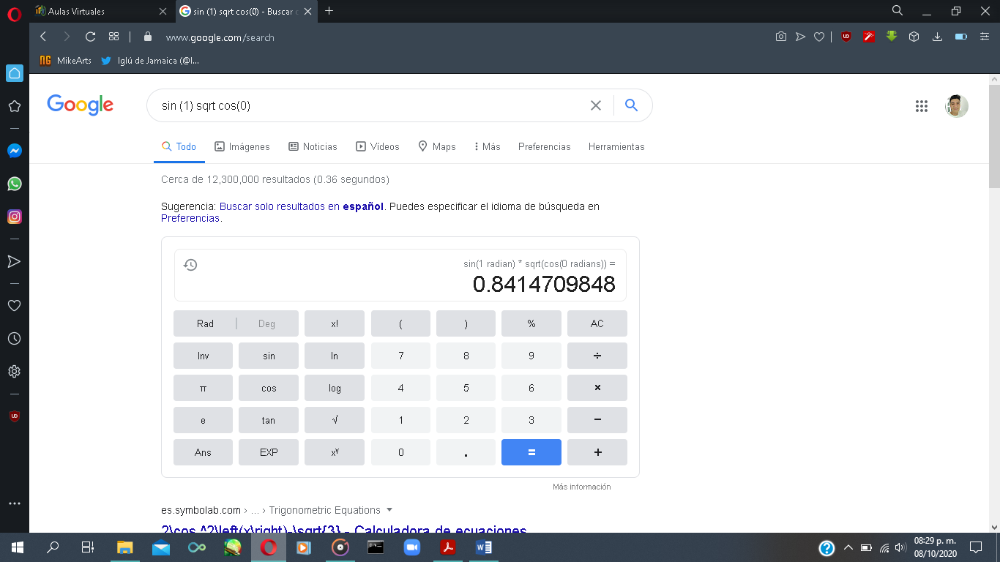 Aulas Virtuales
sin (1) sqrt cos(0) - Buscar c
www.google.com/search
MikeArts
Iglú de Jamaica (@I...
Google
sin (1) sqrt cos(0)
Todo Imágenes Noticias Vídeos Maps Más Preferencias Herramientas
Cerca de 12,300,000 resultados (0.36 segundos)
Sugerencia: Buscar solo resultados en español. Puedes especificar el idioma de búsqueda en
Preferencias.
sin(1 radian) * sqrt(cos(0 radians)) =
0.8414709848
Rad | Deg x! ( ) % AC
Inv sin ln 7 8 9 ÷
π cos log 4 5 6 ×
e tan √ 1 2 3 −
Ans EXP xʸ 0 . = +
Más información
es.symbolab.com › ... › Trigonometric Equations
2\cos ^2\left(x\right)-\sqrt{3} - Calculadora de ecuaciones
08:29 p. m.
08/10/2020